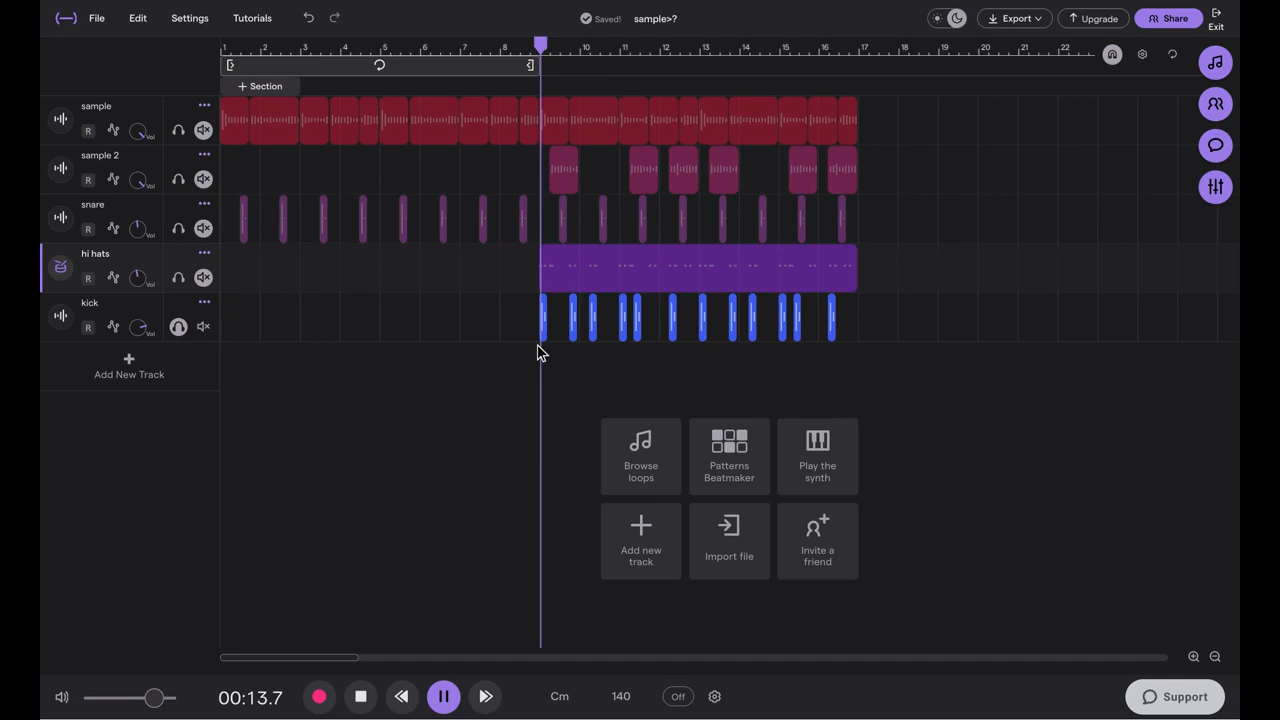 File Edit Settings Tutorials
Saved! sample>?
Export Upgrade Share Exit
1 2 3 4 5 6 7 8 10 11 12 13 14 15 16 17 18 19 20 21 22
+ Section
sample
R Vol
sample 2
R Vol
snare
R Vol
hi hats
R Vol
kick
R Vol
Add New Track
Browse
loops
Patterns
Beatmaker
Play the
synth
Add new
track
Import file
Invite a
friend
00:13.7 Cm 140 Off Support